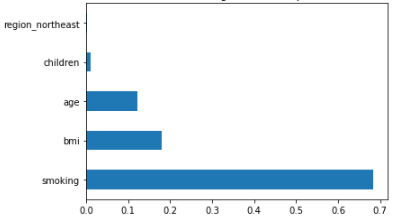 region_northeast
children
age
bmi
smoking
0.0 0.1 0.2 0.3 0.4 0.5 0.6 0.7